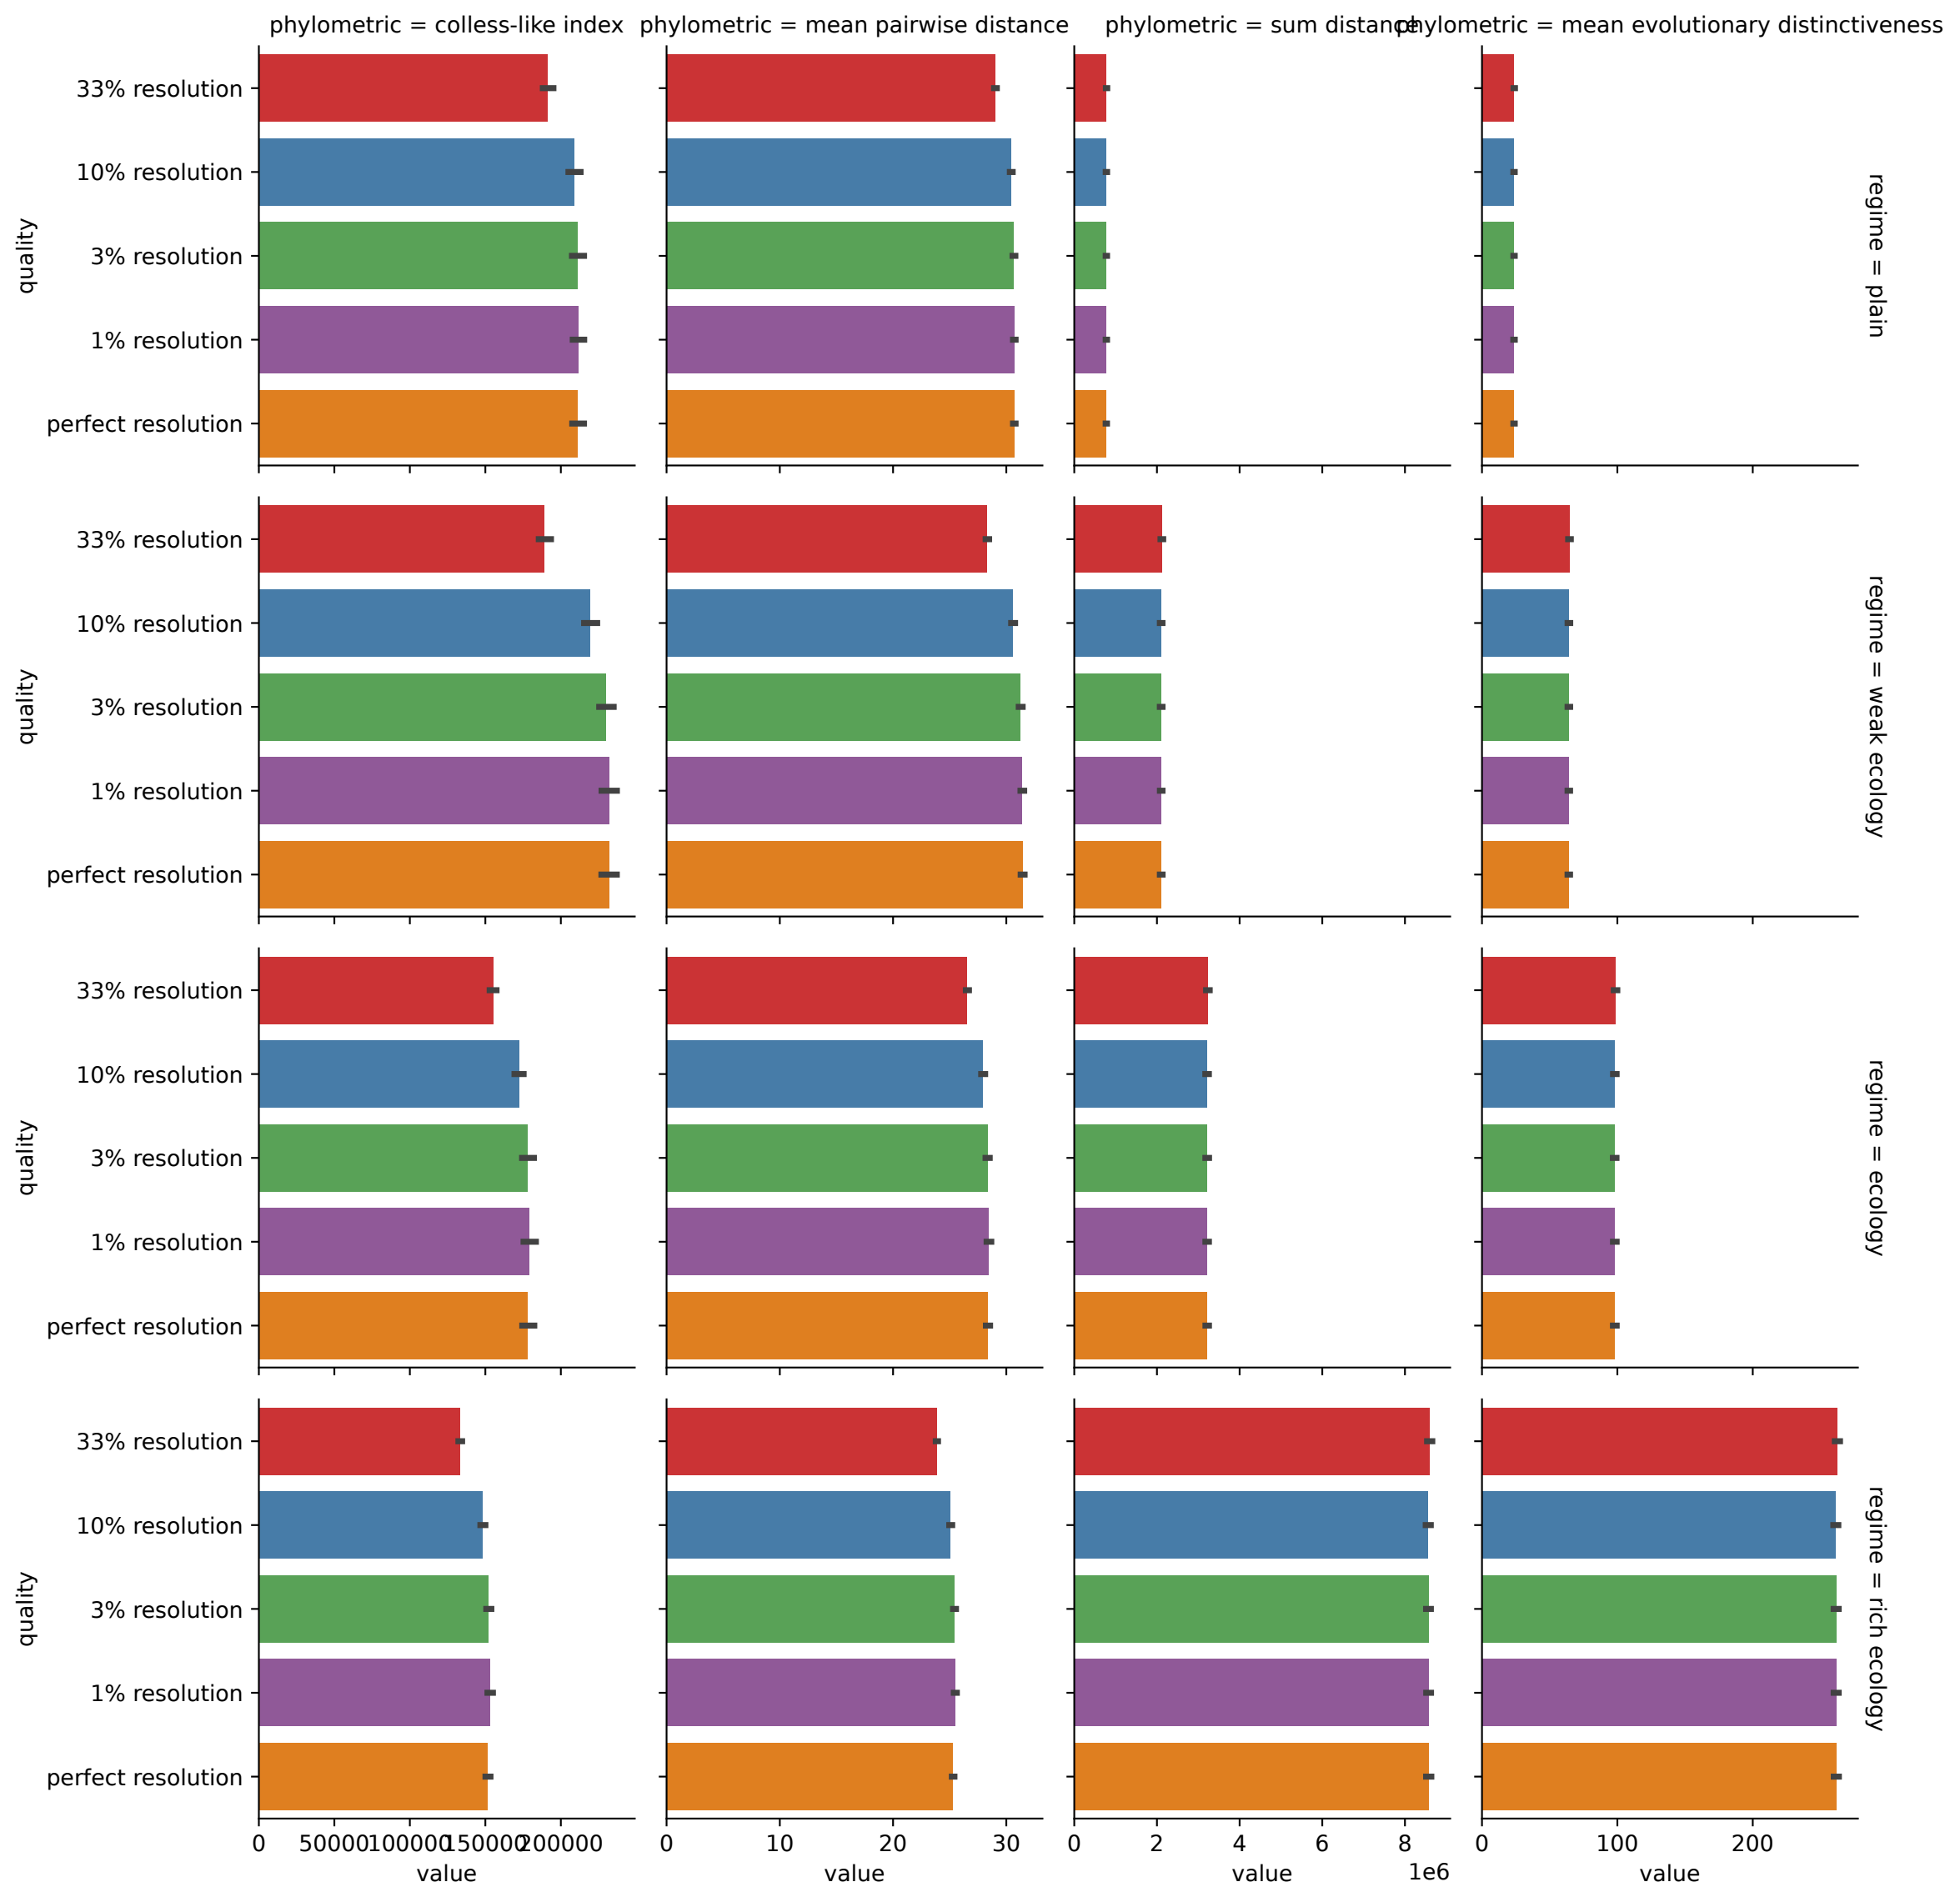 phylometric = colless-like index
phylometric = mean pairwise distance
phylometric = sum distance
phylometric = mean evolutionary distinctiveness
quality
33% resolution
10% resolution
3% resolution
1% resolution
perfect resolution
regime = plain
quality
33% resolution
10% resolution
3% resolution
1% resolution
perfect resolution
regime = weak ecology
quality
33% resolution
10% resolution
3% resolution
1% resolution
perfect resolution
regime = ecology
quality
33% resolution
10% resolution
3% resolution
1% resolution
perfect resolution
regime = rich ecology
0 50000 100000 150000 200000
value
0 10 20 30
value
0 2 4 6 8
1e6
value
0 100 200
value